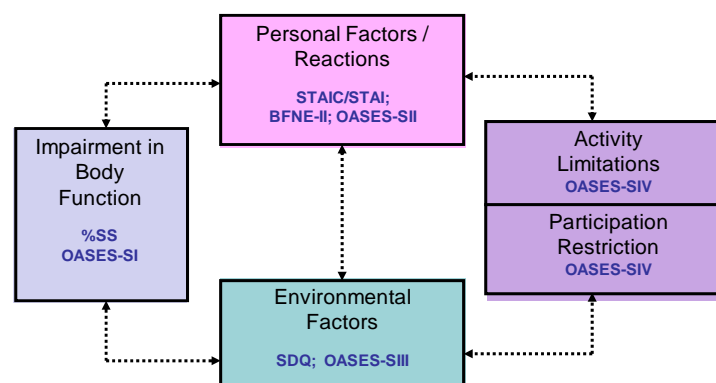 Personal Factors /
Reactions
STAIC/STAI;
BFNE-II; OASES-SII
Impairment in
Body
Function
%SS
OASES-SI
Activity
Limitations
OASES-SIV
Participation
Restriction
OASES-SIV
Environmental
Factors
SDQ; OASES-SIII